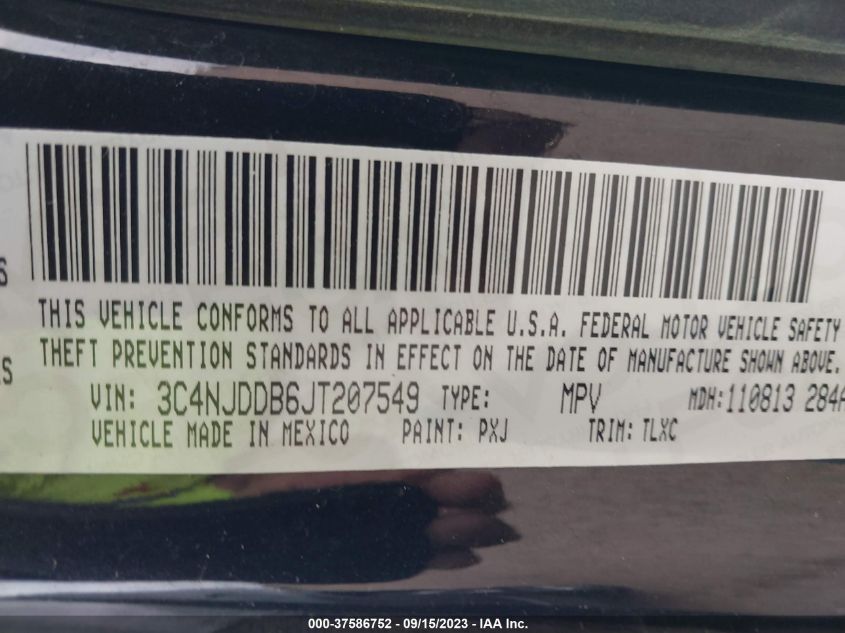 THIS VEHICLE CONFORMS TO ALL APPLICABLE U.S.A. FEDERAL MOTOR VEHICLE SAFETY
THEFT PREVENTION STANDARDS IN EFFECT ON THE DATE OF MANUFACTURE SHOWN ABOVE.
VIN: 3C4NJDDB6JT207549 TYPE: MPV MDH:110813 284
VEHICLE MADE IN MEXICO PAINT: PXJ TRIM: TLXC
000-37586752 - 09/15/2023 - IAA Inc.